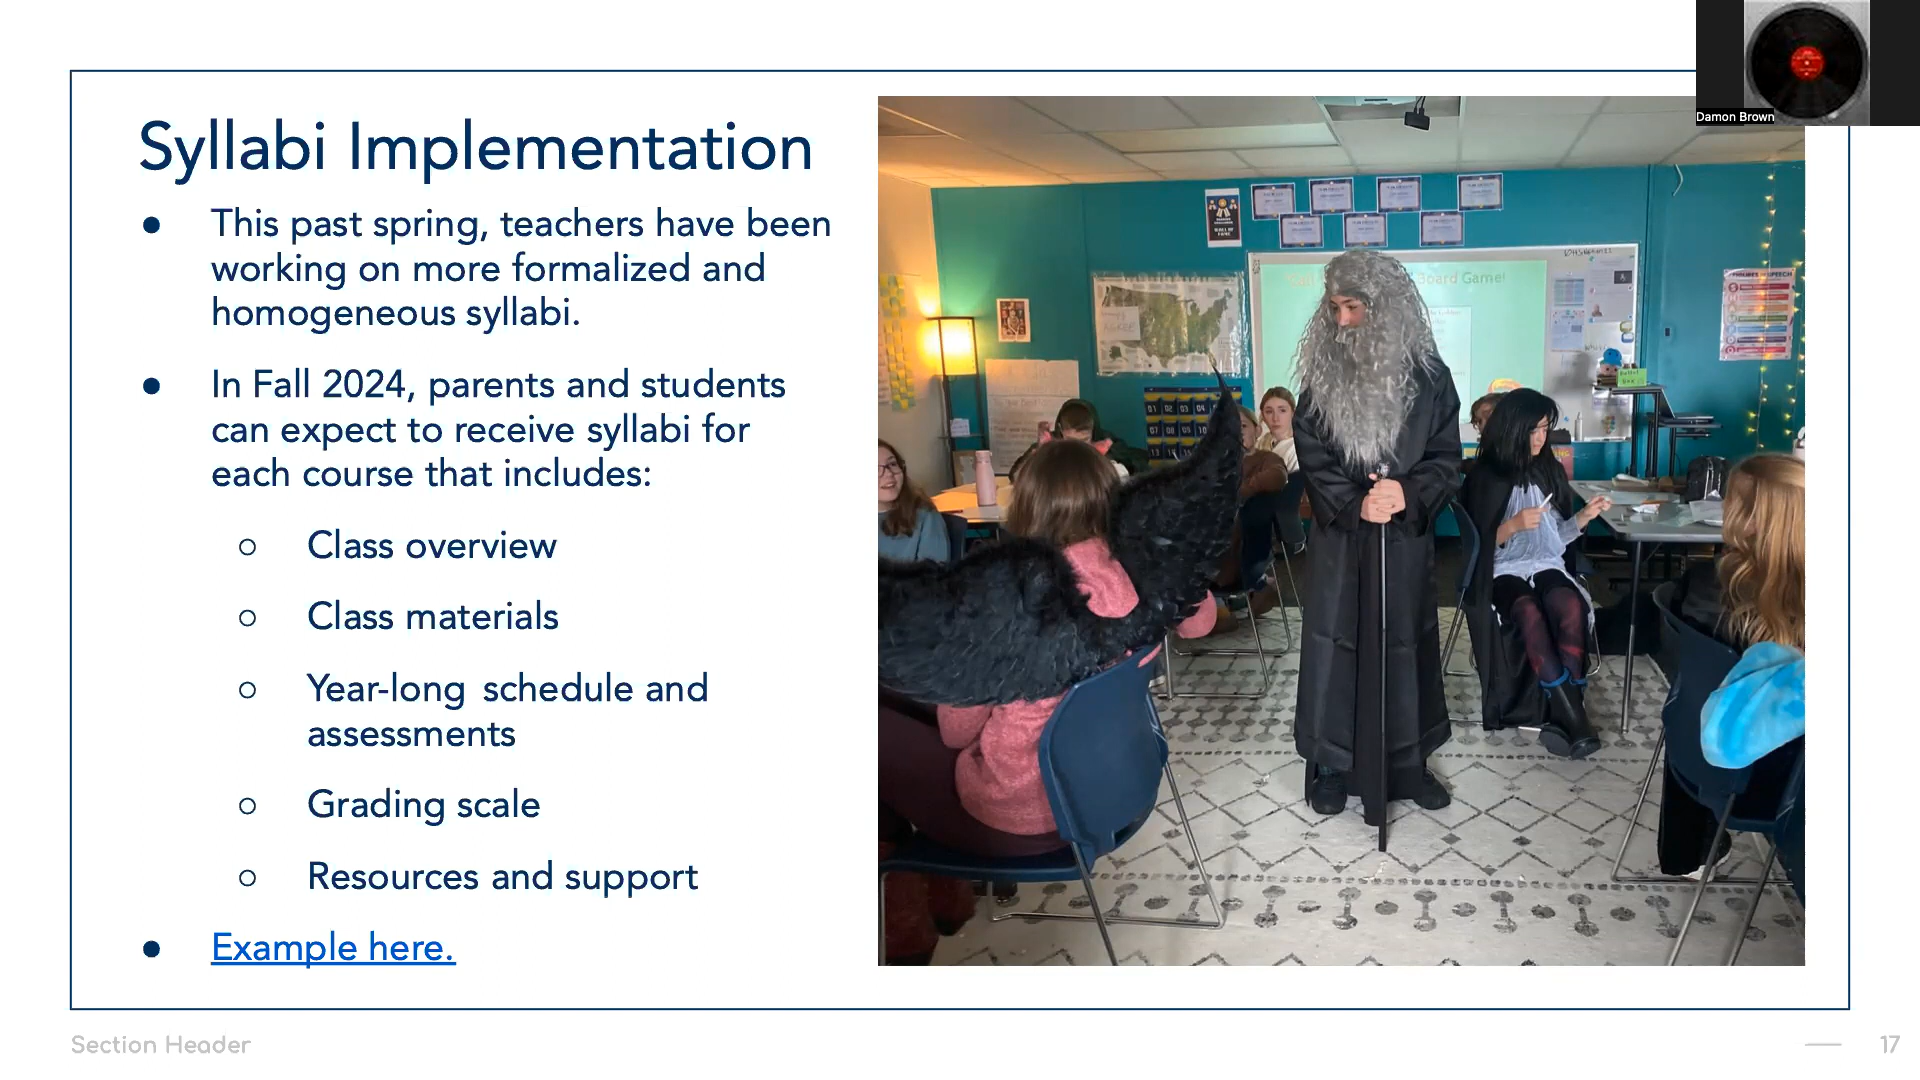 Damon Brown
Syllabi Implementation
● This past spring, teachers have been
working on more formalized and
homogeneous syllabi.
● In Fall 2024, parents and students
can expect to receive syllabi for
each course that includes:
○ Class overview
○ Class materials
○ Year-long schedule and
assessments
○ Grading scale
○ Resources and support
● Example here.
Board Game!
Section Header
17